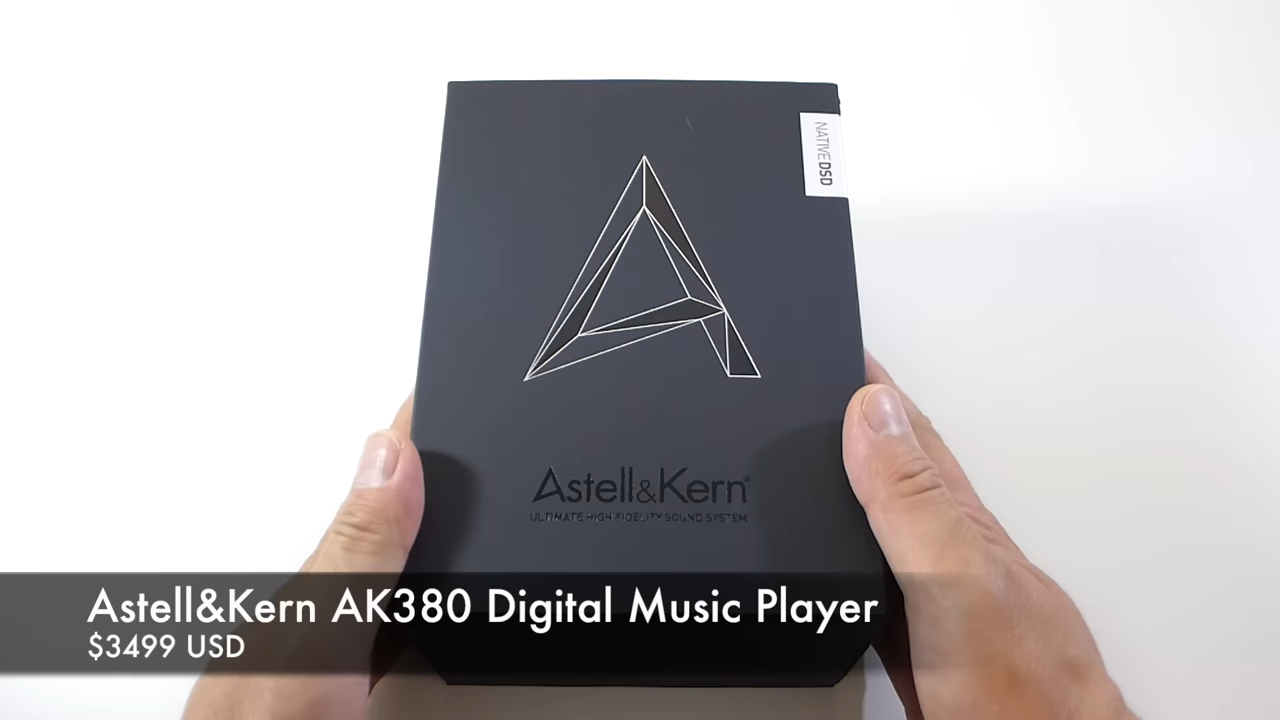 NATIVE DSD
Astell&Kern®
ULTIMATE HIGH FIDELITY SOUND SYSTEM
Astell&Kern AK380 Digital Music Player
$3499 USD